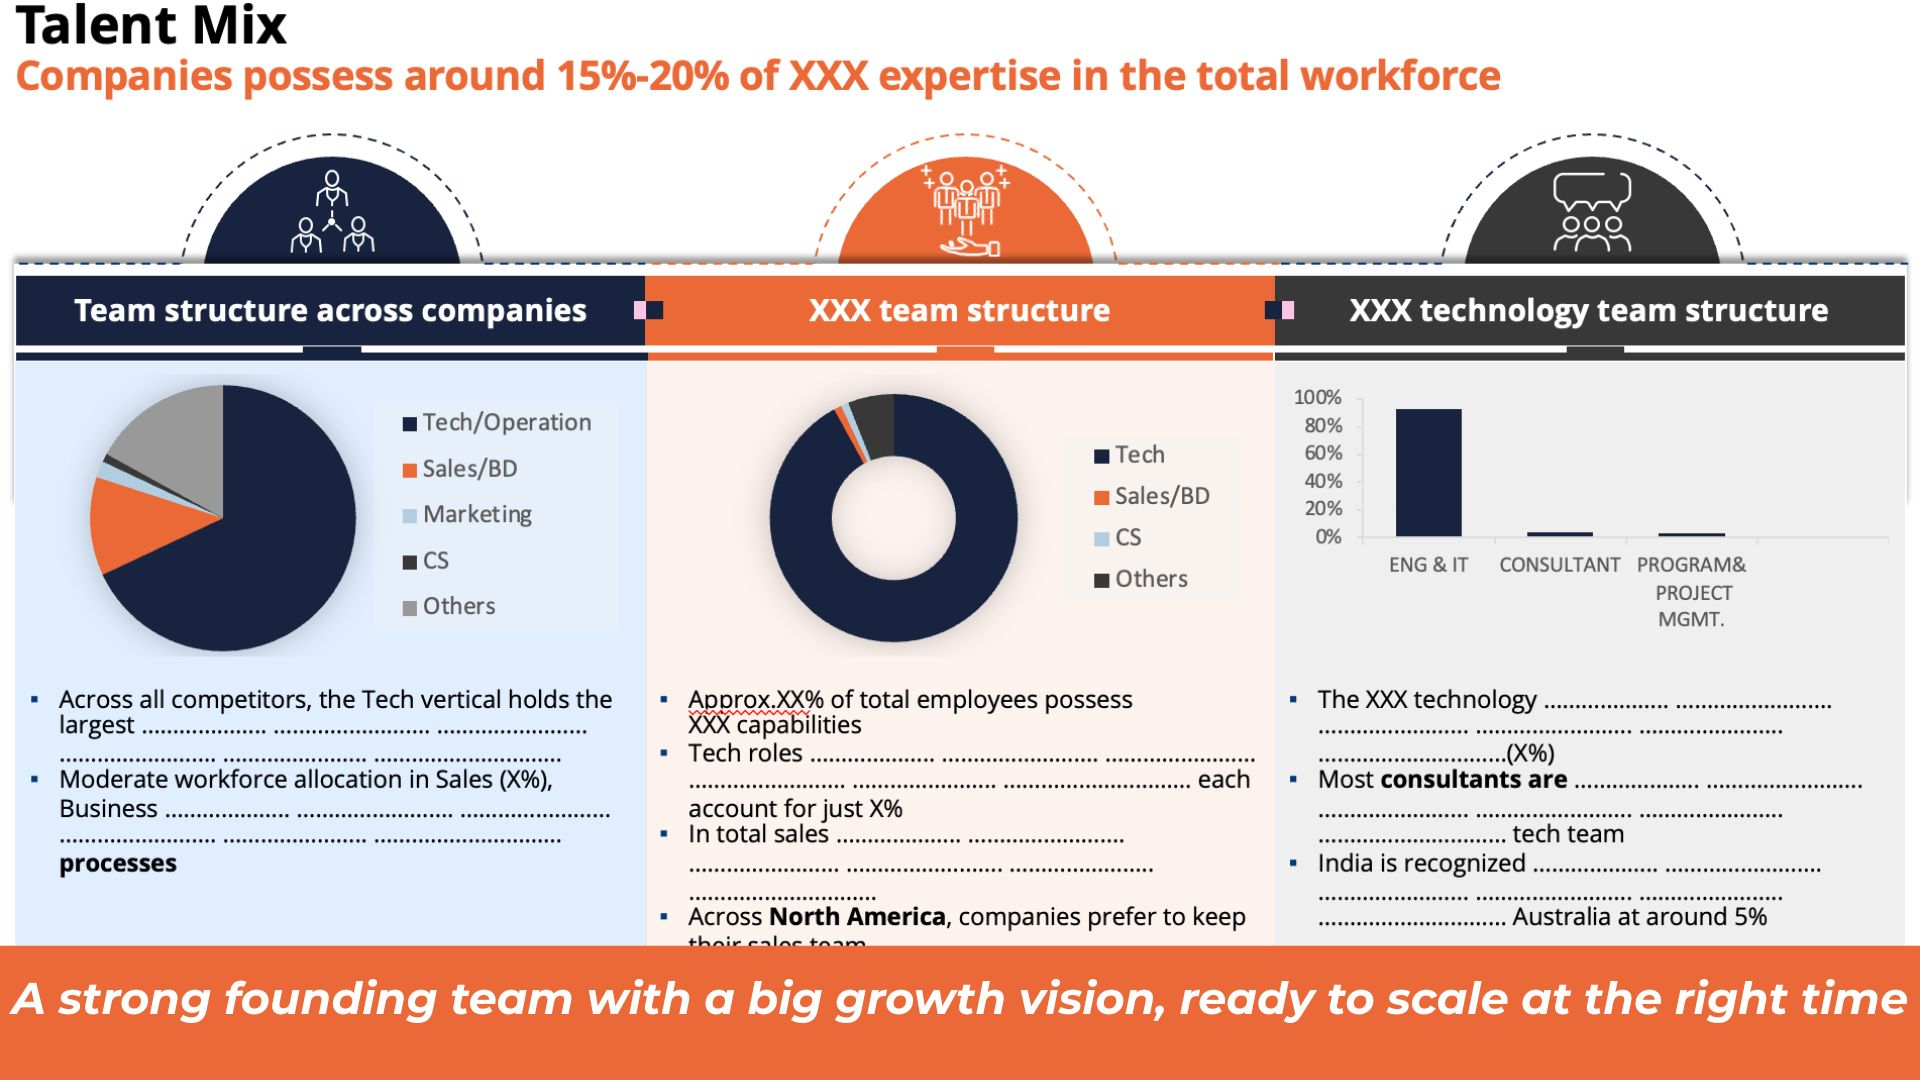 Talent Mix
Companies possess around 15%-20% of XXX expertise in the total workforce
Team structure across companies
XXX team structure
XXX technology team structure
Tech/Operation
Sales/BD
Marketing
CS
Others
Tech
Sales/BD
CS
Others
100%
80%
60%
40%
20%
0%
ENG & IT
CONSULTANT
PROGRAM&
PROJECT
MGMT.
▪ Across all competitors, the Tech vertical holds the
largest .................... ......................... ........................
......................... ........................ ..............................
▪ Moderate workforce allocation in Sales (X%),
Business .................... ......................... ........................
......................... ........................ ..............................
processes
▪ Approx.XX% of total employees possess
XXX capabilities
▪ Tech roles .................... ......................... ........................
......................... ........................ .............................. each
account for just X%
▪ In total sales .................... .........................
........................ ......................... .......................
..............................
▪ Across North America, companies prefer to keep
their sales team
▪ The XXX technology .................... .........................
........................ ......................... .......................
..............................(X%)
▪ Most consultants are .................... .........................
........................ ......................... .......................
.............................. tech team
▪ India is recognized .................... .........................
........................ ......................... .......................
.............................. Australia at around 5%
A strong founding team with a big growth vision, ready to scale at the right time